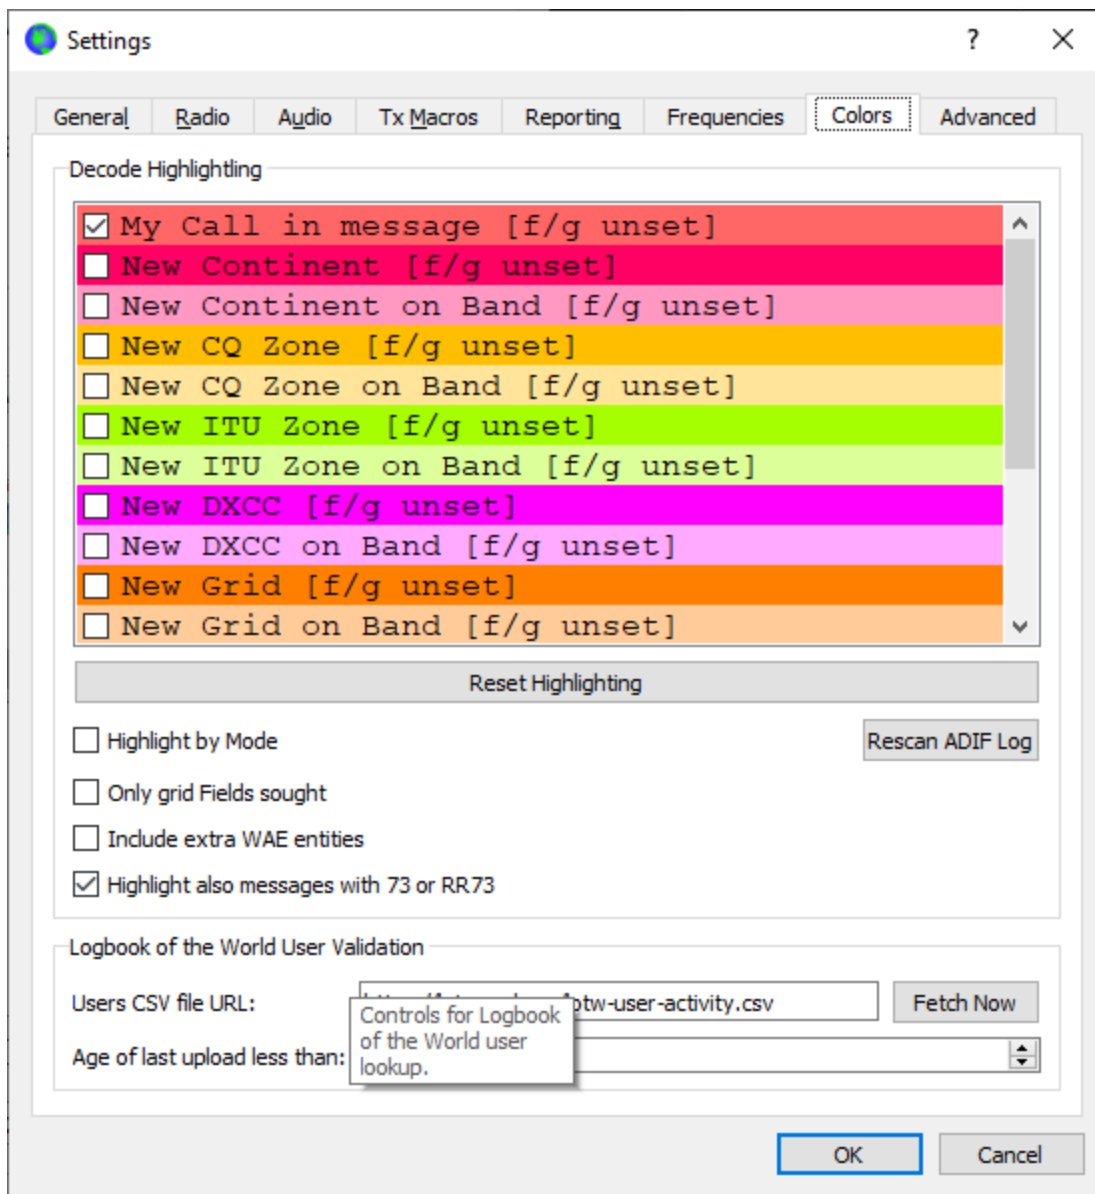 Settings
?
General Radio Audio Tx Macros Reporting Frequencies Colors Advanced
Decode Highlightling
My Call in message [f/g unset]
New Continent [f/g unset]
New Continent on Band [f/g unset]
New CQ Zone [f/g unset]
New CQ Zone on Band [f/g unset]
New ITU Zone [f/g unset]
New ITU Zone on Band [f/g unset]
New DXCC [f/g unset]
New DXCC on Band [f/g unset]
New Grid [f/g unset]
New Grid on Band [f/g unset]
Reset Highlighting
Highlight by Mode
Rescan ADIF Log
Only grid Fields sought
Include extra WAE entities
Highlight also messages with 73 or RR73
Logbook of the World User Validation
Users CSV file URL:
otw-user-activity.csv
Fetch Now
Age of last upload less than:
Controls for Logbook
of the World user
lookup.
OK Cancel